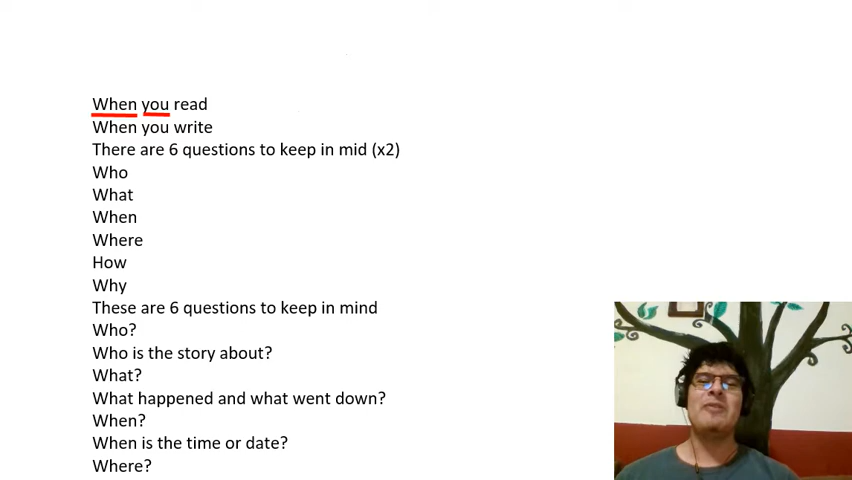 When you read
When you write
There are 6 questions to keep in mid (x2)
Who
What
When
Where
How
Why
These are 6 questions to keep in mind
Who?
Who is the story about?
What?
What happened and what went down?
When?
When is the time or date?
Where?